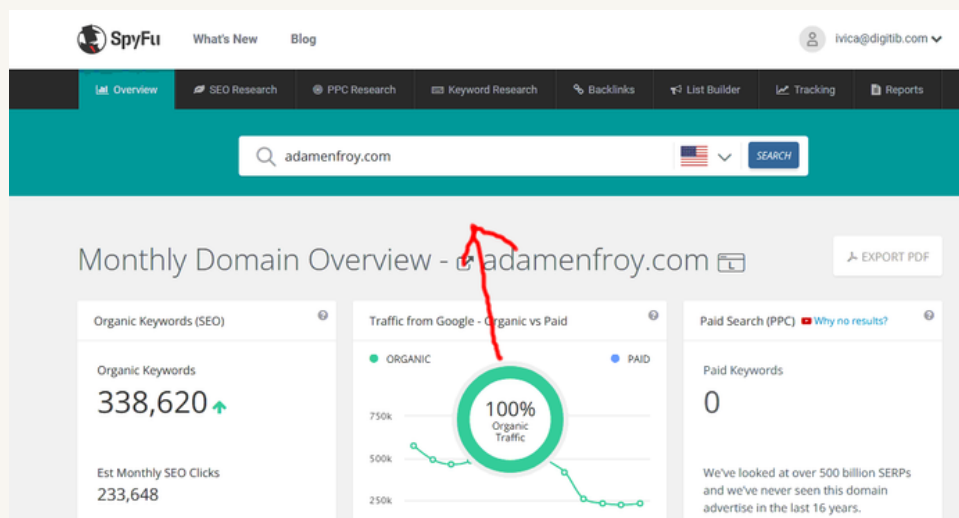 SpyFu What's New Blog ivica@digitib.com
Overview SEO Research PPC Research Keyword Research Backlinks List Builder Tracking Reports
adamenfroy.com SEARCH
Monthly Domain Overview - adamenfroy.com EXPORT PDF
Organic Keywords (SEO)
Organic Keywords
338,620
Est Monthly SEO Clicks
233,648
Traffic from Google - Organic vs Paid
ORGANIC PAID
750k
500k
250k
100%
Organic
Traffic
Paid Search (PPC) Why no results?
Paid Keywords
0
We've looked at over 500 billion SERPs
and we've never seen this domain
advertise in the last 16 years.